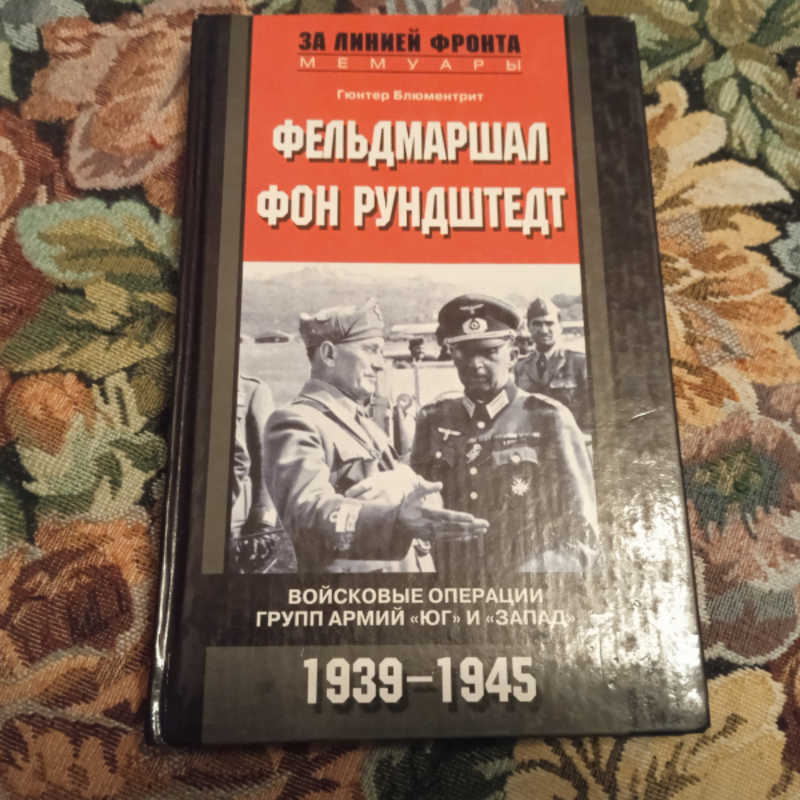 ЗА ЛИНИЕЙ ФРОНТА
МЕМУАРЫ
Гюнтер Блюментрит
ФЕЛЬДМАРШАЛ
ФОН РУНДШТЕДТ
ВОЙСКОВЫЕ ОПЕРАЦИИ
ГРУПП АРМИЙ «ЮГ» И «ЗАПАД»
1939–1945